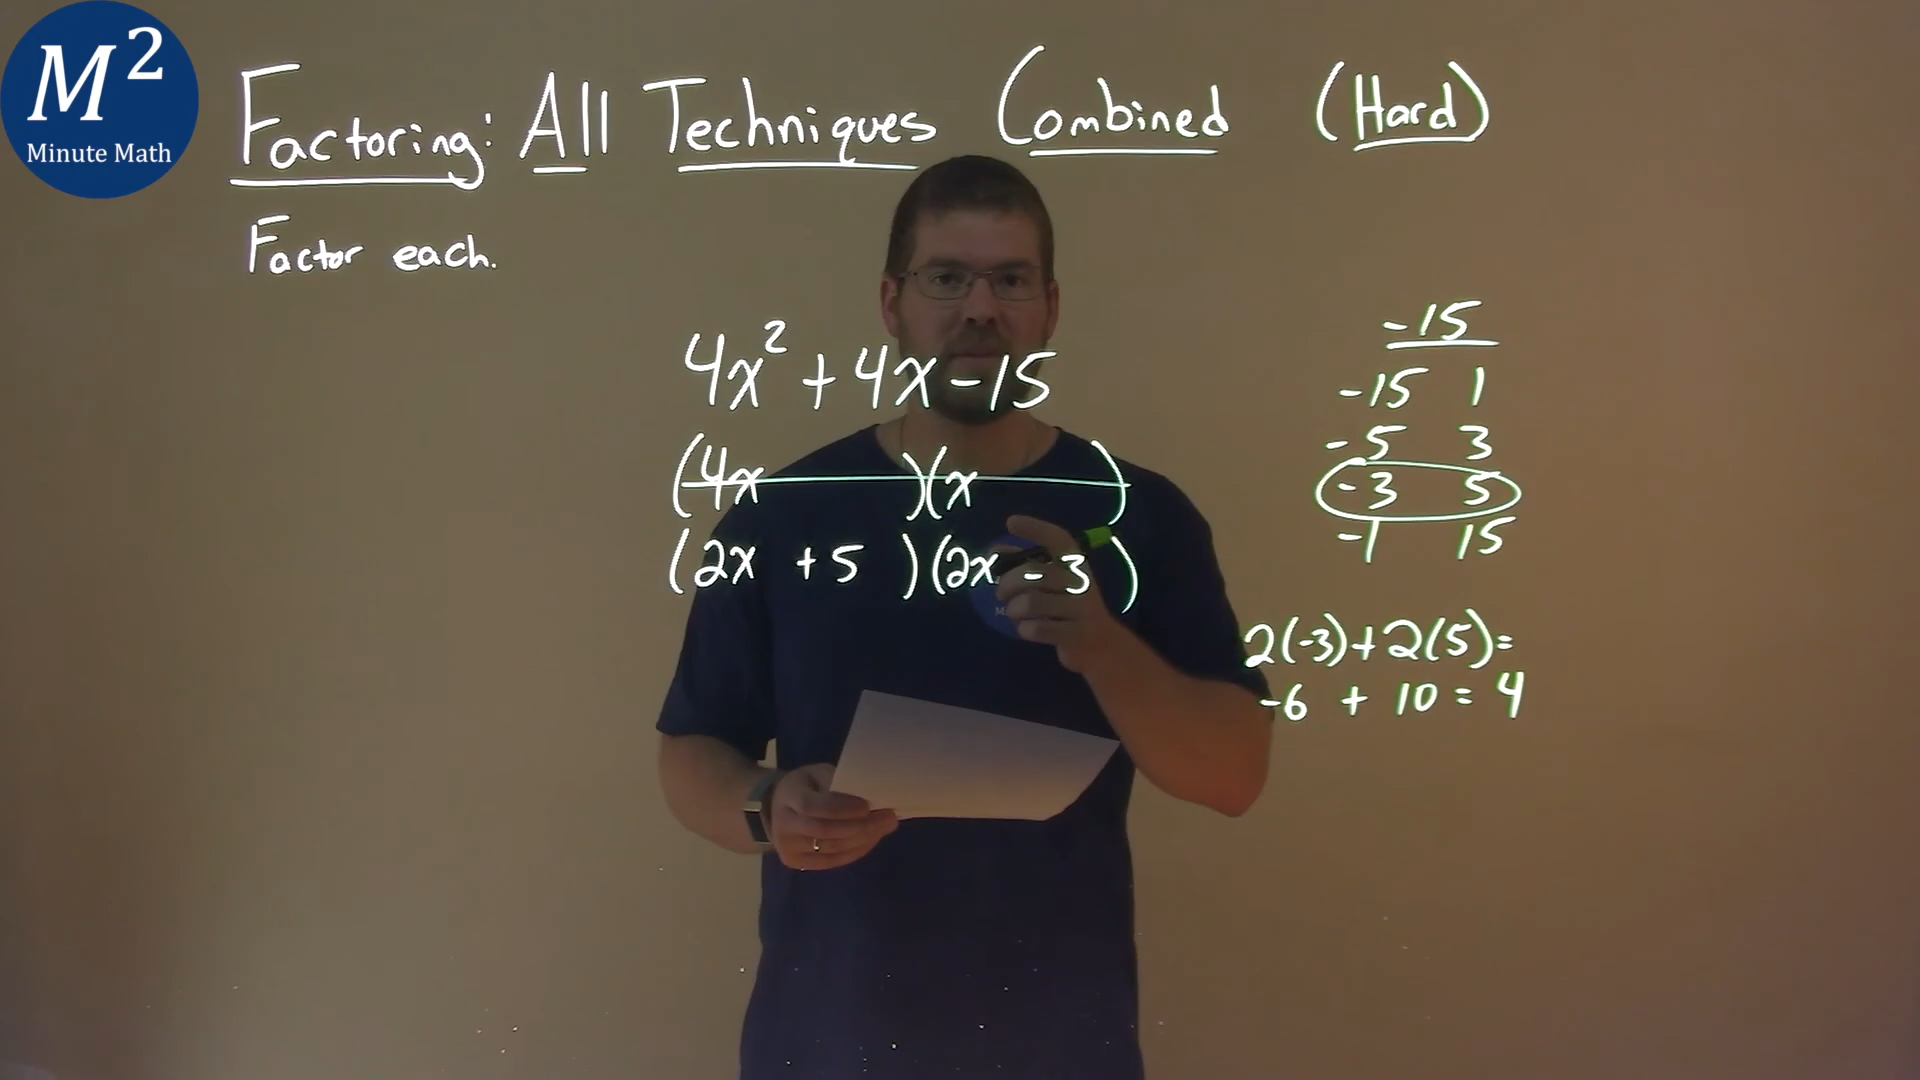 M²
Minute Math
Factoring: All Techniques Combined (Hard)
Factor each.
4x² + 4x - 15
(4x )(x )
(2x + 5 )(2x - 3 )
-15
-15 1
-5 3
-3 5
-1 15
2(-3) + 2(5) =
-6 + 10 = 4